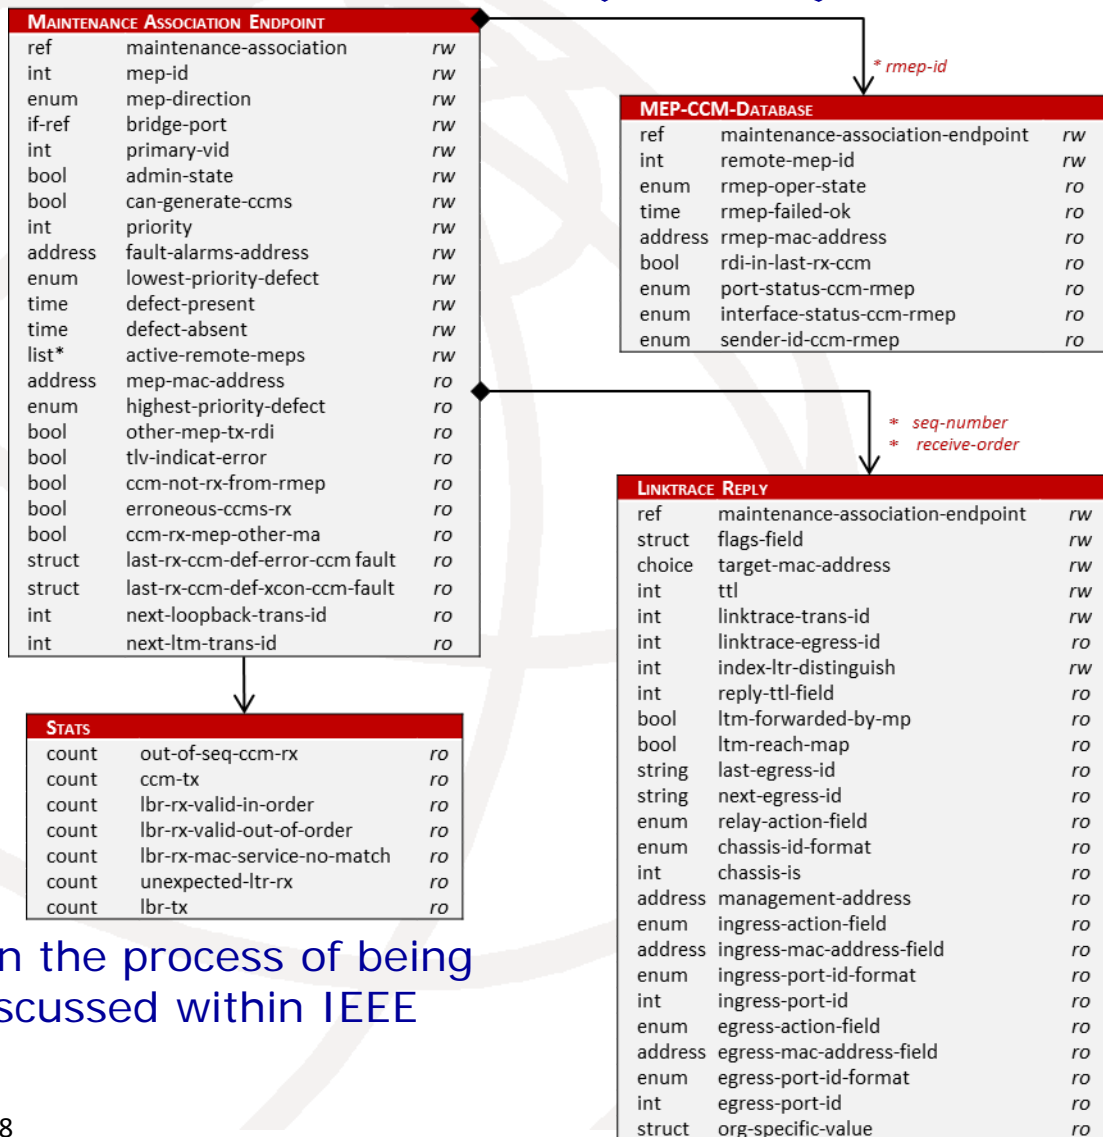 MAINTENANCE ASSOCIATION ENDPOINT
ref maintenance-association rw
int mep-id rw
enum mep-direction rw
if-ref bridge-port rw
int primary-vid rw
bool admin-state rw
bool can-generate-ccms rw
int priority rw
address fault-alarms-address rw
enum lowest-priority-defect rw
time defect-present rw
time defect-absent rw
list* active-remote-meps rw
address mep-mac-address ro
enum highest-priority-defect ro
bool other-mep-tx-rdi ro
bool tlv-indicat-error ro
bool ccm-not-rx-from-rmep ro
bool erroneous-ccms-rx ro
bool ccm-rx-mep-other-ma ro
struct last-rx-ccm-def-error-ccm fault ro
struct last-rx-ccm-def-xcon-ccm-fault ro
int next-loopback-trans-id ro
int next-ltm-trans-id ro
* rmep-id
MEP-CCM-DATABASE
ref maintenance-association-endpoint rw
int remote-mep-id rw
enum rmep-oper-state ro
time rmep-failed-ok ro
address rmep-mac-address ro
bool rdi-in-last-rx-ccm ro
enum port-status-ccm-rmep ro
enum interface-status-ccm-rmep ro
enum sender-id-ccm-rmep ro
* seq-number
* receive-order
LINKTRACE REPLY
ref maintenance-association-endpoint rw
struct flags-field rw
choice target-mac-address rw
int ttl rw
int linktrace-trans-id rw
int linktrace-egress-id ro
int index-ltr-distinguish rw
int reply-ttl-field ro
bool ltm-forwarded-by-mp ro
bool ltm-reach-map ro
string last-egress-id ro
string next-egress-id ro
enum relay-action-field ro
enum chassis-id-format ro
int chassis-is ro
address management-address ro
enum ingress-action-field ro
address ingress-mac-address-field ro
enum ingress-port-id-format ro
int ingress-port-id ro
enum egress-action-field ro
address egress-mac-address-field ro
enum egress-port-id-format ro
int egress-port-id ro
struct org-specific-value ro
STATS
count out-of-seq-ccm-rx ro
count ccm-tx ro
count lbr-rx-valid-in-order ro
count lbr-rx-valid-out-of-order ro
count lbr-rx-mac-service-no-match ro
count unexpected-ltr-rx ro
count lbr-tx ro
n the process of being
scussed within IEEE
8